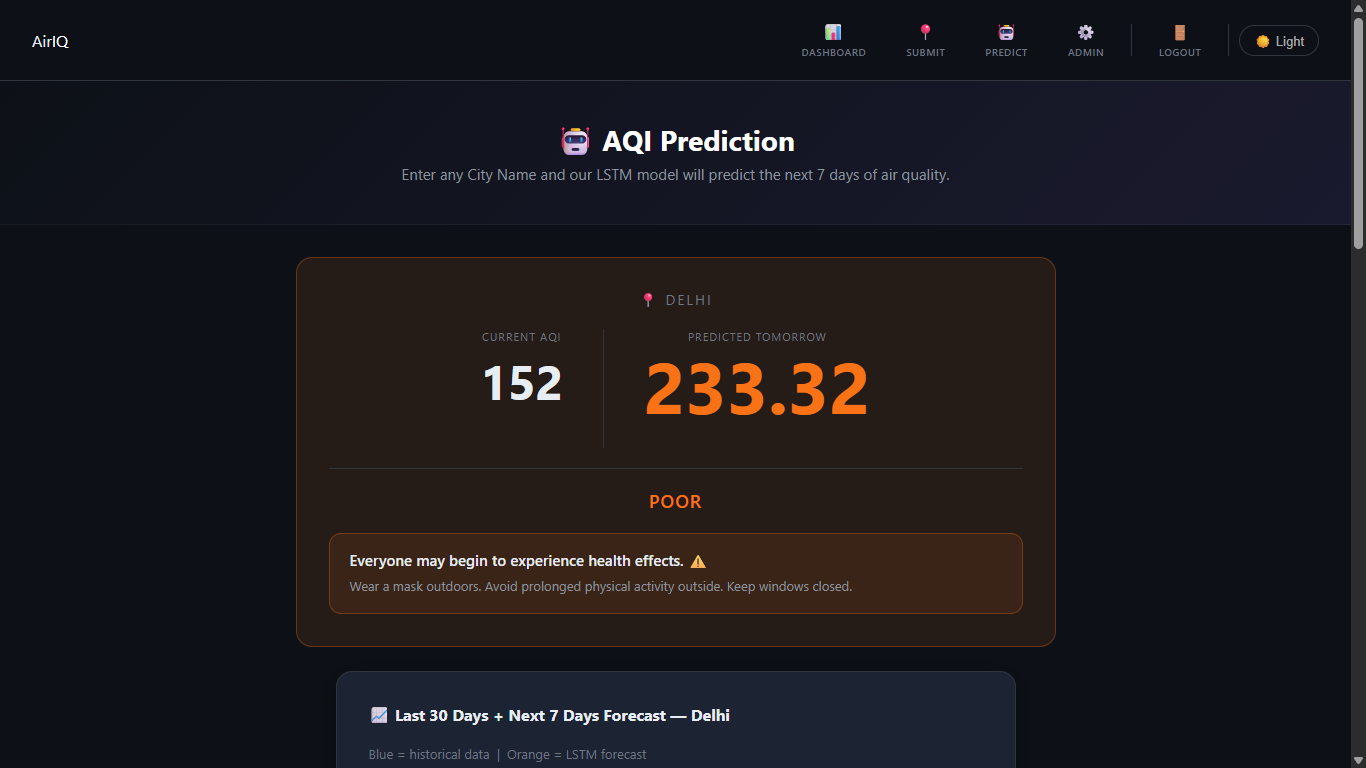 AirIQ
DASHBOARD
SUBMIT
PREDICT
ADMIN
LOGOUT
Light
AQI Prediction
Enter any City Name and our LSTM model will predict the next 7 days of air quality.
DELHI
CURRENT AQI
152
PREDICTED TOMORROW
233.32
POOR
Everyone may begin to experience health effects. ⚠️
Wear a mask outdoors. Avoid prolonged physical activity outside. Keep windows closed.
Last 30 Days + Next 7 Days Forecast — Delhi
Blue = historical data | Orange = LSTM forecast